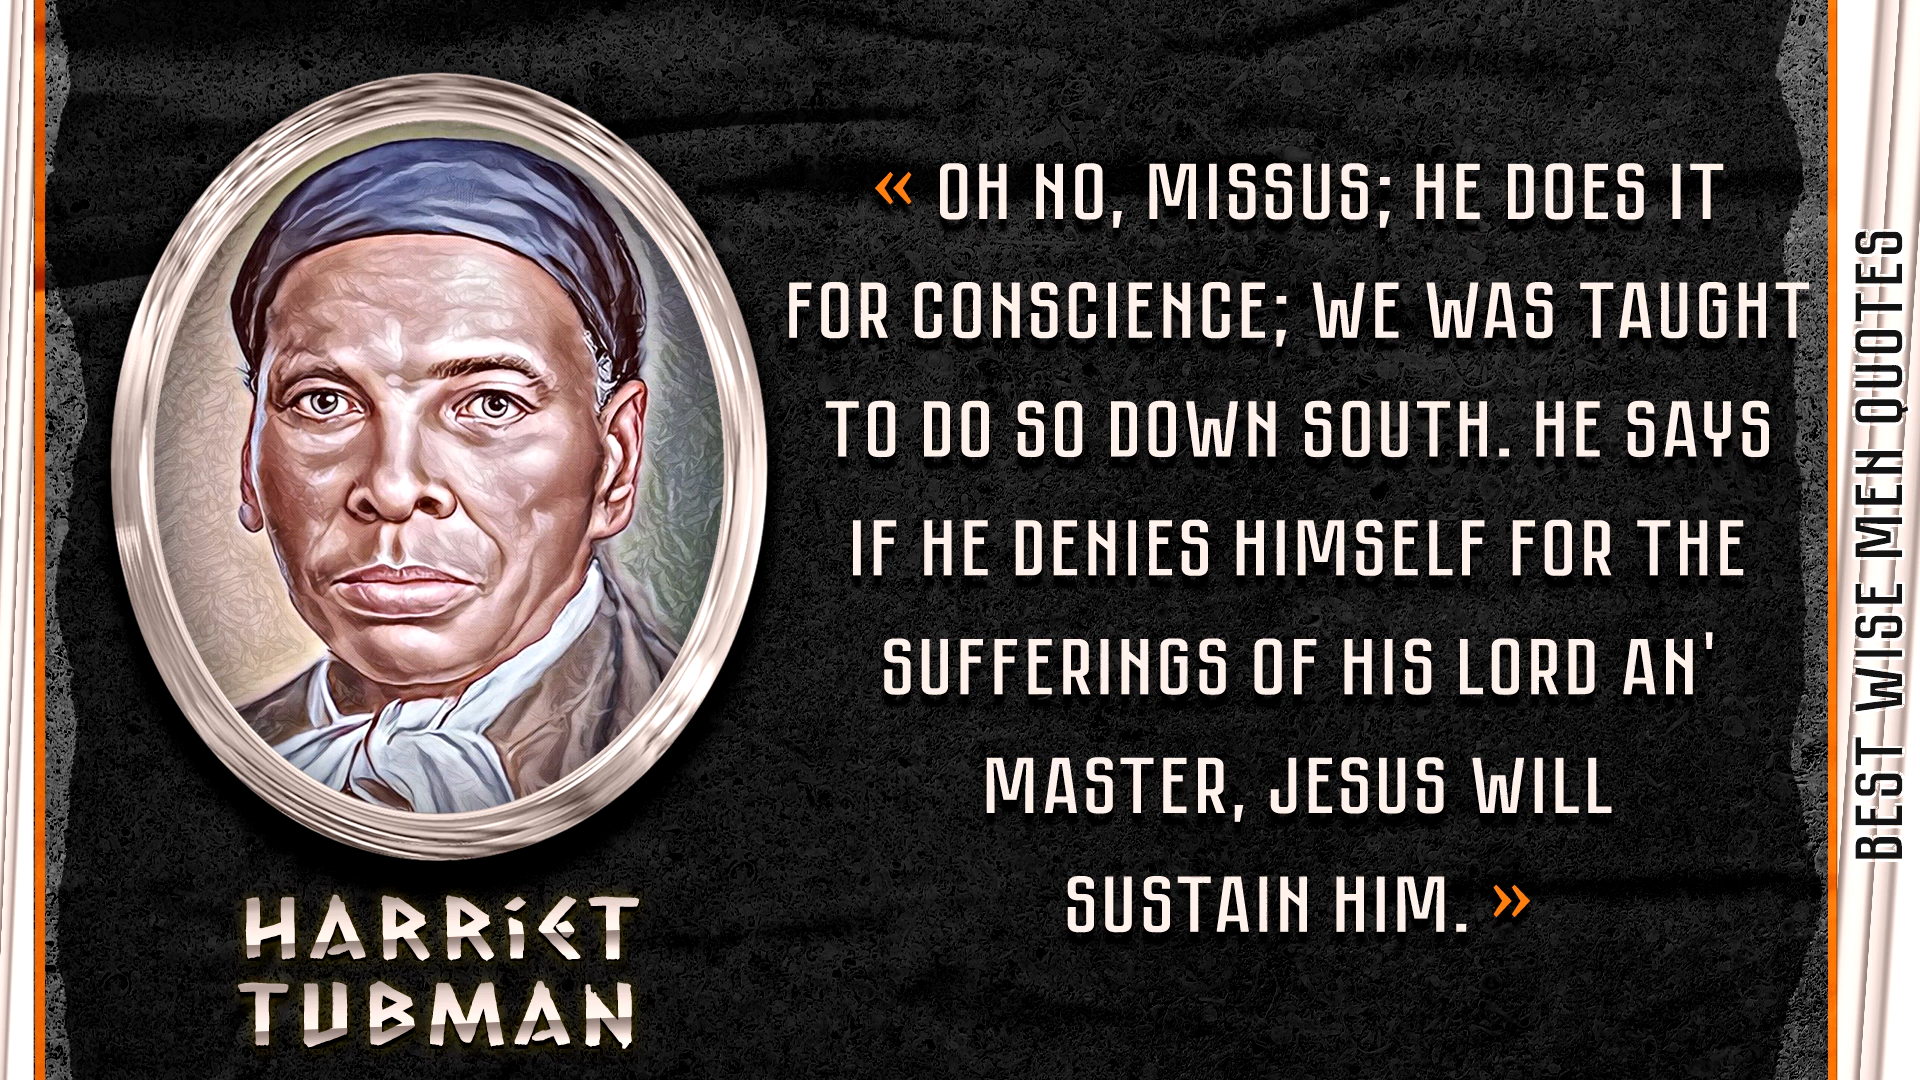 « OH NO, MISSUS; HE DOES IT
FOR CONSCIENCE; WE WAS TAUGHT
TO DO SO DOWN SOUTH. HE SAYS
IF HE DENIES HIMSELF FOR THE
SUFFERINGS OF HIS LORD AN'
MASTER, JESUS WILL
SUSTAIN HIM. »
HARRIET
TUBMAN
BEST WISE MEN QUOTES